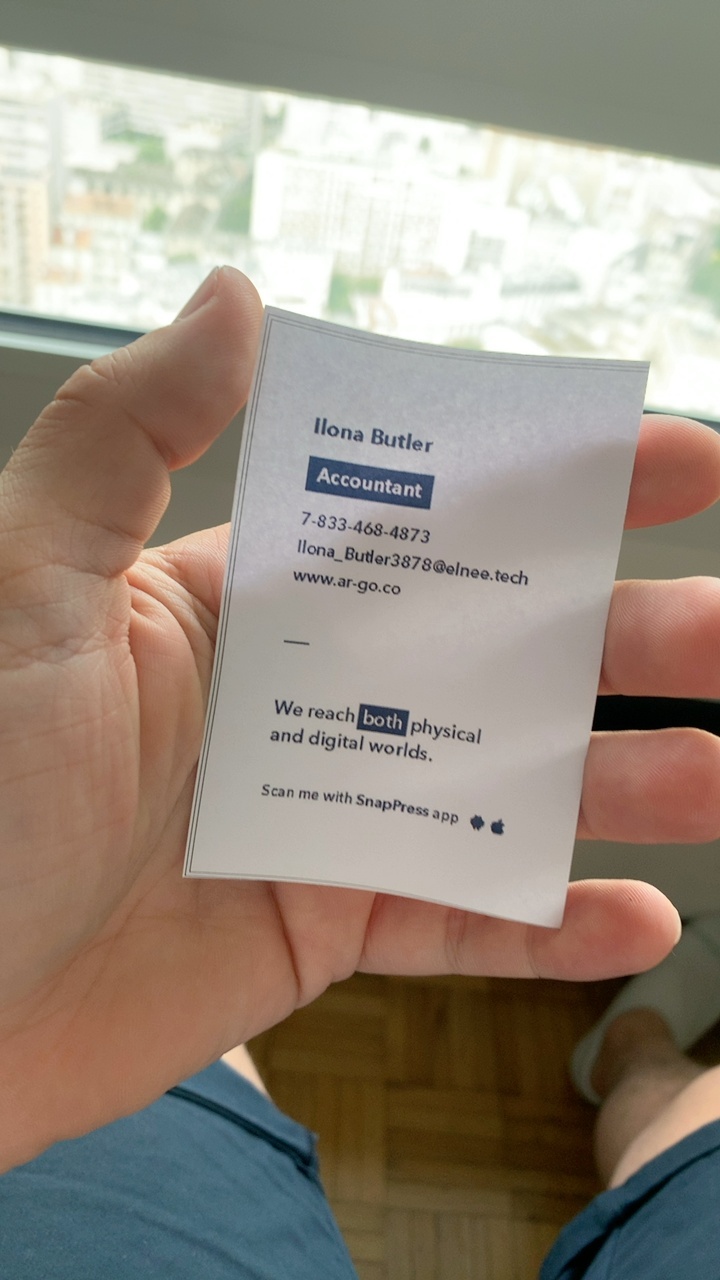 Ilona Butler
Accountant
7-833-468-4873
Ilona_Butler3878@elnee.tech
www.ar-go.co
We reach both physical
and digital worlds.
Scan me with SnapPress app